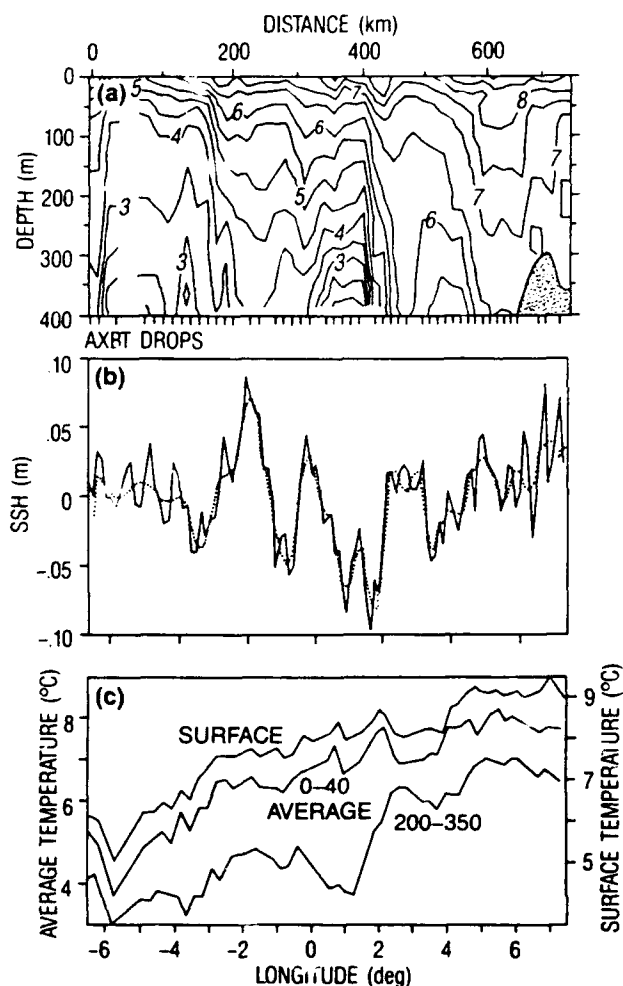 DISTANCE (km)
0 200 400 600
(a)
DEPTH (m)
0
100
200
300
400
5 6 7 8
4 6 7
3 5 7
4 6
3 3
AXBT DROPS
(b)
SSH (m)
.10
.05
0
-.05
-.10
(c)
AVERAGE TEMPERATURE (°C)
8
6
4
SURFACE TEMPERATURE (°C)
9
7
5
SURFACE
0–40
AVERAGE
200–350
-6 -4 -2 0 2 4 6
LONGITUDE (deg)